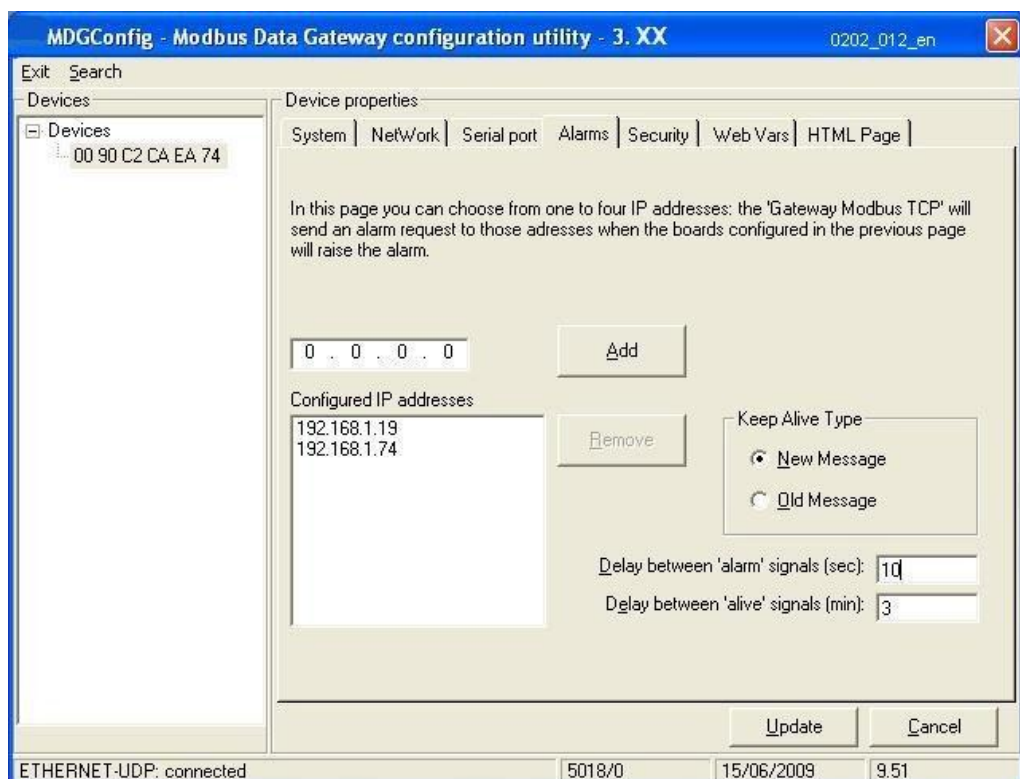 MDGConfig - Modbus Data Gateway configuration utility - 3. XX
0202_012_en
Exit Search
Devices
Devices
00 90 C2 CA EA 74
Device properties
System NetWork Serial port Alarms Security Web Vars HTML Page
In this page you can choose from one to four IP addresses: the 'Gateway Modbus TCP' will
send an alarm request to those adresses when the boards configured in the previous page
will raise the alarm.
0 . 0 . 0 . 0
Add
Configured IP addresses
192.168.1.19
192.168.1.74
Remove
Keep Alive Type
New Message
Old Message
Delay between 'alarm' signals (sec): 10
Delay between 'alive' signals (min): 3
Update Cancel
ETHERNET-UDP: connected 5018/0 15/06/2009 9.51